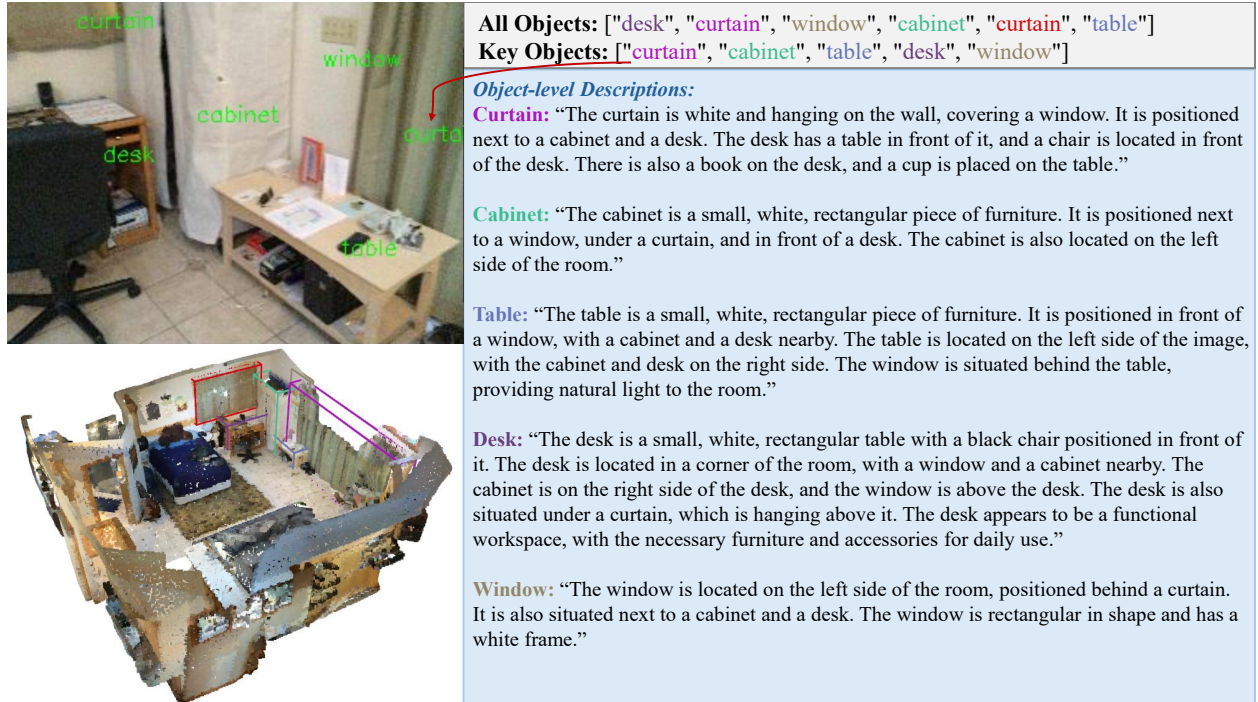 curtain
window
cabinet
curta
desk
table
All Objects: ["desk", "curtain", "window", "cabinet", "curtain", "table"]
Key Objects: ["curtain", "cabinet", "table", "desk", "window"]
Object-level Descriptions:
Curtain: “The curtain is white and hanging on the wall, covering a window. It is positioned
next to a cabinet and a desk. The desk has a table in front of it, and a chair is located in front
of the desk. There is also a book on the desk, and a cup is placed on the table.”
Cabinet: “The cabinet is a small, white, rectangular piece of furniture. It is positioned next
to a window, under a curtain, and in front of a desk. The cabinet is also located on the left
side of the room.”
Table: “The table is a small, white, rectangular piece of furniture. It is positioned in front of
a window, with a cabinet and a desk nearby. The table is located on the left side of the image,
with the cabinet and desk on the right side. The window is situated behind the table,
providing natural light to the room.”
Desk: “The desk is a small, white, rectangular table with a black chair positioned in front of
it. The desk is located in a corner of the room, with a window and a cabinet nearby. The
cabinet is on the right side of the desk, and the window is above the desk. The desk is also
situated under a curtain, which is hanging above it. The desk appears to be a functional
workspace, with the necessary furniture and accessories for daily use.”
Window: “The window is located on the left side of the room, positioned behind a curtain.
It is also situated next to a cabinet and a desk. The window is rectangular in shape and has a
white frame.”